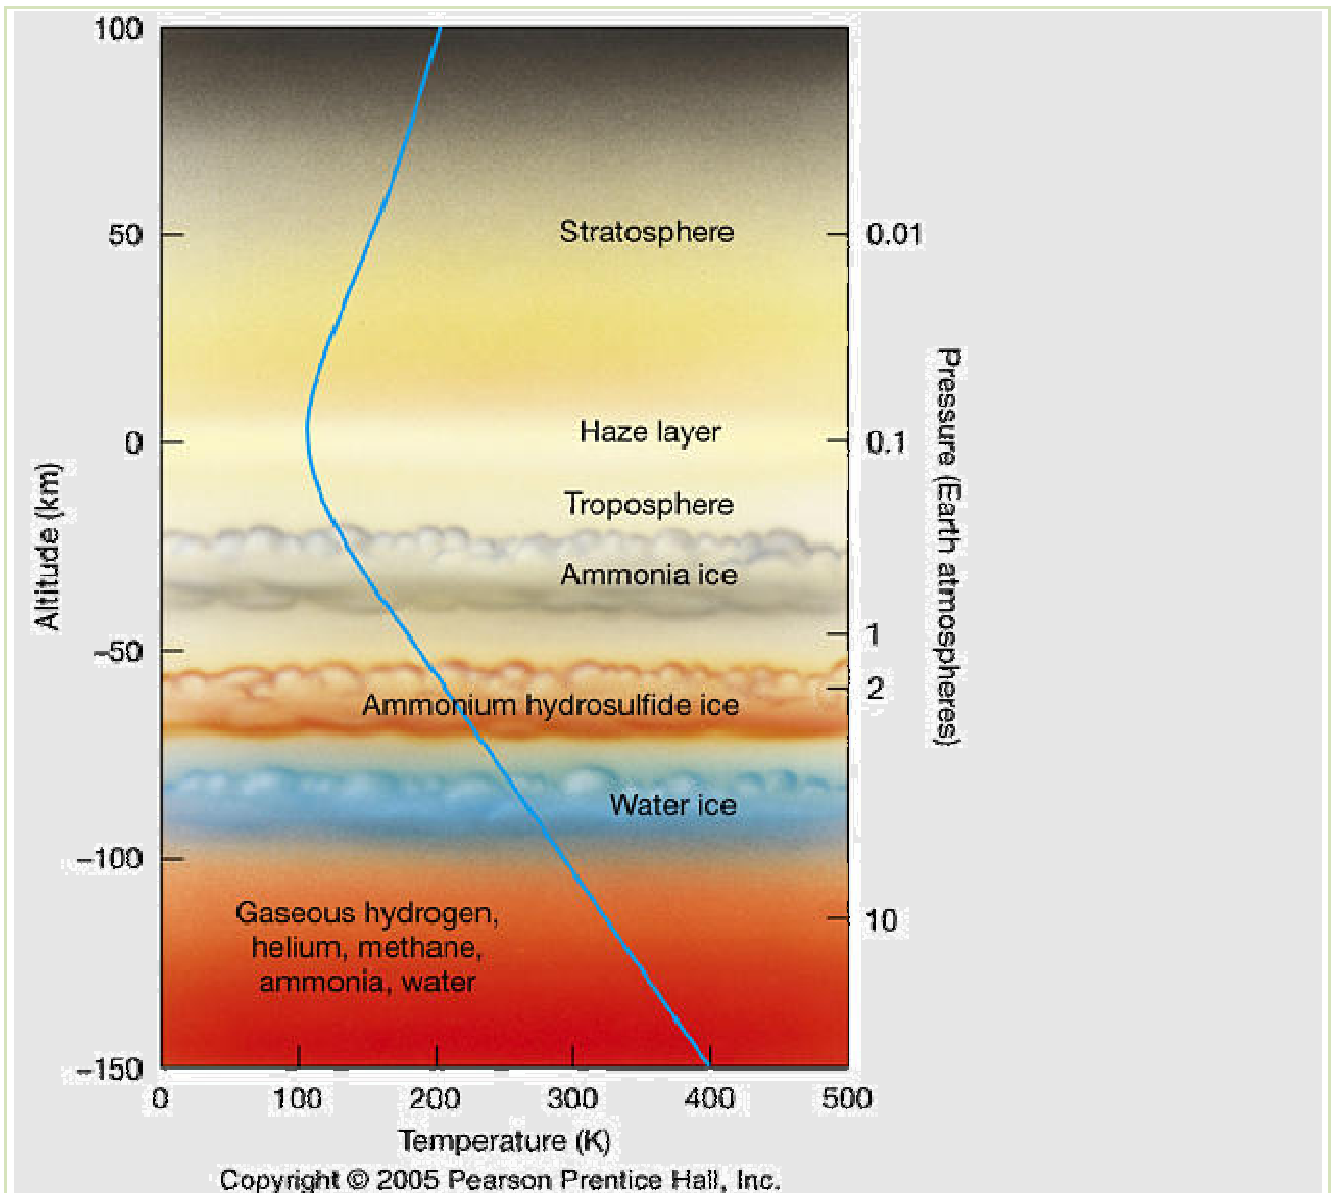 100
50
Stratosphere
0.01
0
Haze layer
0.1
Troposphere
Ammonia ice
1
–50
2
Ammonium hydrosulfide ice
Water ice
–100
Gaseous hydrogen,
helium, methane,
ammonia, water
10
–150
0 100 200 300 400 500
Altitude (km)
Pressure (Earth atmospheres)
Temperature (K)
Copyright © 2005 Pearson Prentice Hall, Inc.